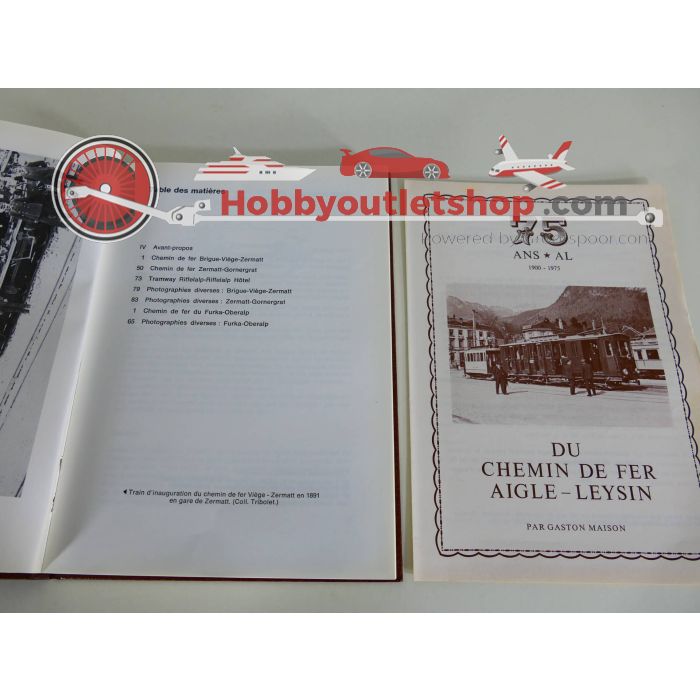 Hobbyoutletshop.com
Table des matières
IV Avant-propos
1 Chemin de fer Brigue-Viège-Zermatt
50 Chemin de fer Zermatt-Gornergrat
73 Tramway Riffelalp-Riffelalp Hôtel
79 Photographies diverses : Brigue-Viège-Zermatt
83 Photographies diverses : Zermatt-Gornergrat
1 Chemin de fer du Furka-Oberalp
65 Photographies diverses : Furka-Oberalp
Train d'inauguration du chemin de fer Viège - Zermatt en 1891
en gare de Zermatt. (Coll. Tribolet.)
75
Powered by
ANS ★ AL
1900 - 1975
DU
CHEMIN DE FER
AIGLE-LEYSIN
PAR GASTON MAISON